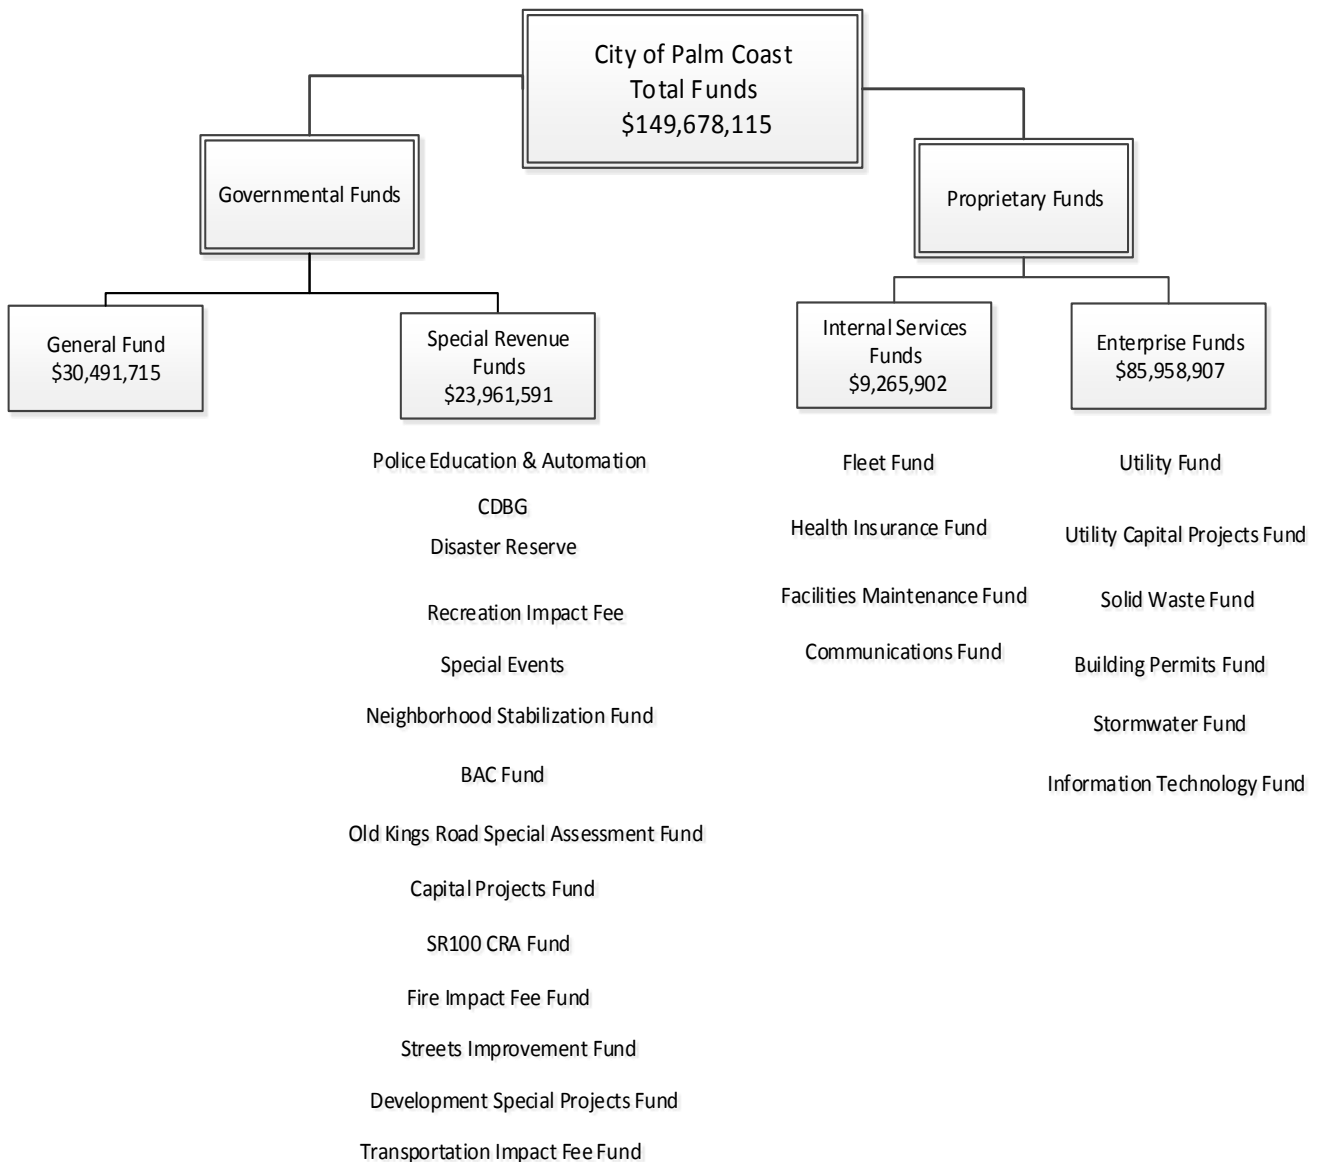 City of Palm Coast
Total Funds
$149,678,115
Governmental Funds
Proprietary Funds
General Fund
$30,491,715
Special Revenue
Funds
$23,961,591
Internal Services
Funds
$9,265,902
Enterprise Funds
$85,958,907
Police Education & Automation
CDBG
Disaster Reserve
Recreation Impact Fee
Special Events
Neighborhood Stabilization Fund
BAC Fund
Old Kings Road Special Assessment Fund
Capital Projects Fund
SR100 CRA Fund
Fire Impact Fee Fund
Streets Improvement Fund
Development Special Projects Fund
Transportation Impact Fee Fund
Fleet Fund
Health Insurance Fund
Facilities Maintenance Fund
Communications Fund
Utility Fund
Utility Capital Projects Fund
Solid Waste Fund
Building Permits Fund
Stormwater Fund
Information Technology Fund